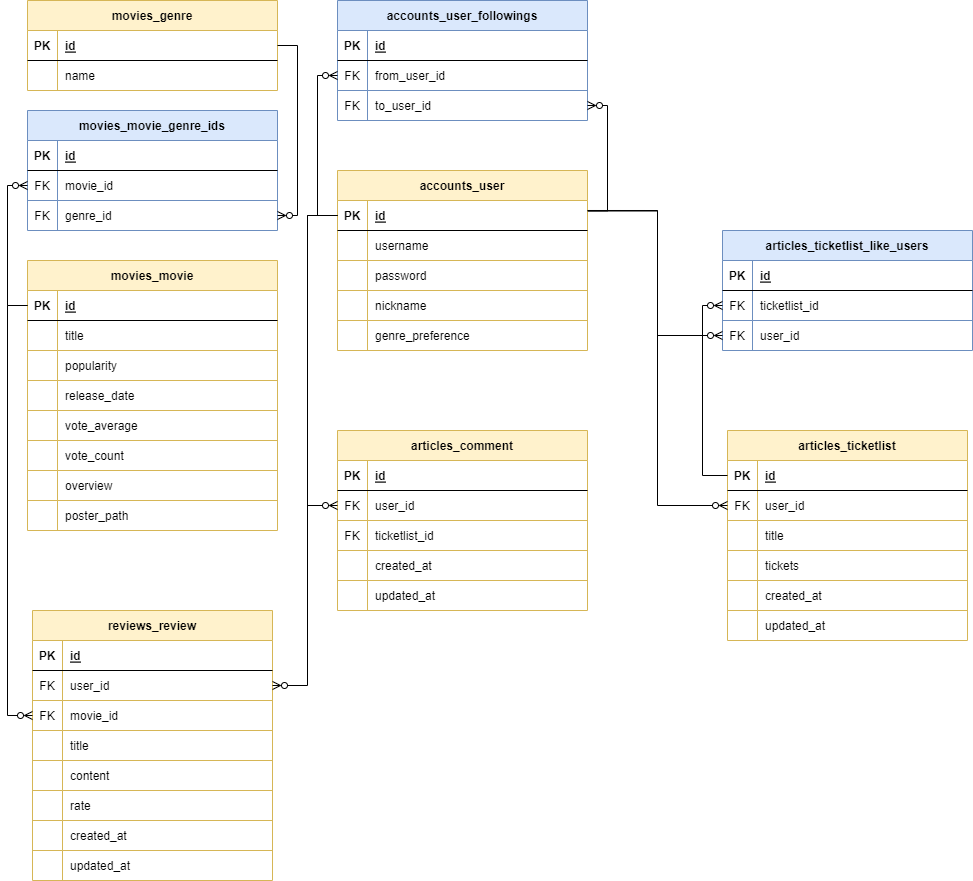 movies_genre
PK id
name
movies_movie_genre_ids
PK id
FK movie_id
FK genre_id
movies_movie
PK id
title
popularity
release_date
vote_average
vote_count
overview
poster_path
reviews_review
PK id
FK user_id
FK movie_id
title
content
rate
created_at
updated_at
accounts_user_followings
PK id
FK from_user_id
FK to_user_id
accounts_user
PK id
username
password
nickname
genre_preference
articles_comment
PK id
FK user_id
FK ticketlist_id
created_at
updated_at
articles_ticketlist_like_users
PK id
FK ticketlist_id
FK user_id
articles_ticketlist
PK id
FK user_id
title
tickets
created_at
updated_at